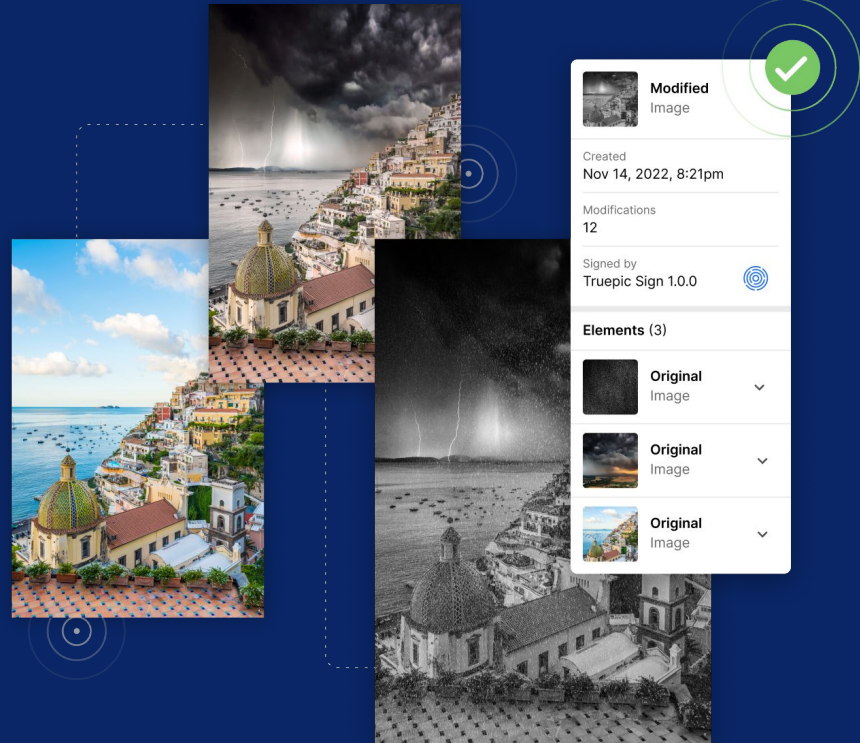 Modified
Image
Created
Nov 14, 2022, 8:21pm
Modifications
12
Signed by
Truepic Sign 1.0.0
Elements (3)
Original
Image
Original
Image
Original
Image